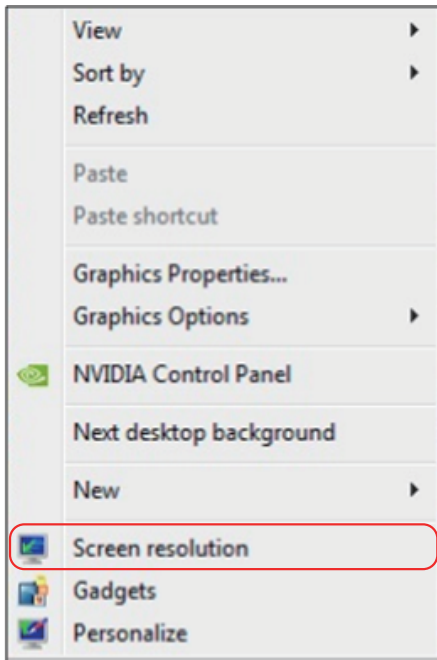 View
Sort by
Refresh
Paste
Paste shortcut
Graphics Properties...
Graphics Options
NVIDIA Control Panel
Next desktop background
New
Screen resolution
Gadgets
Personalize